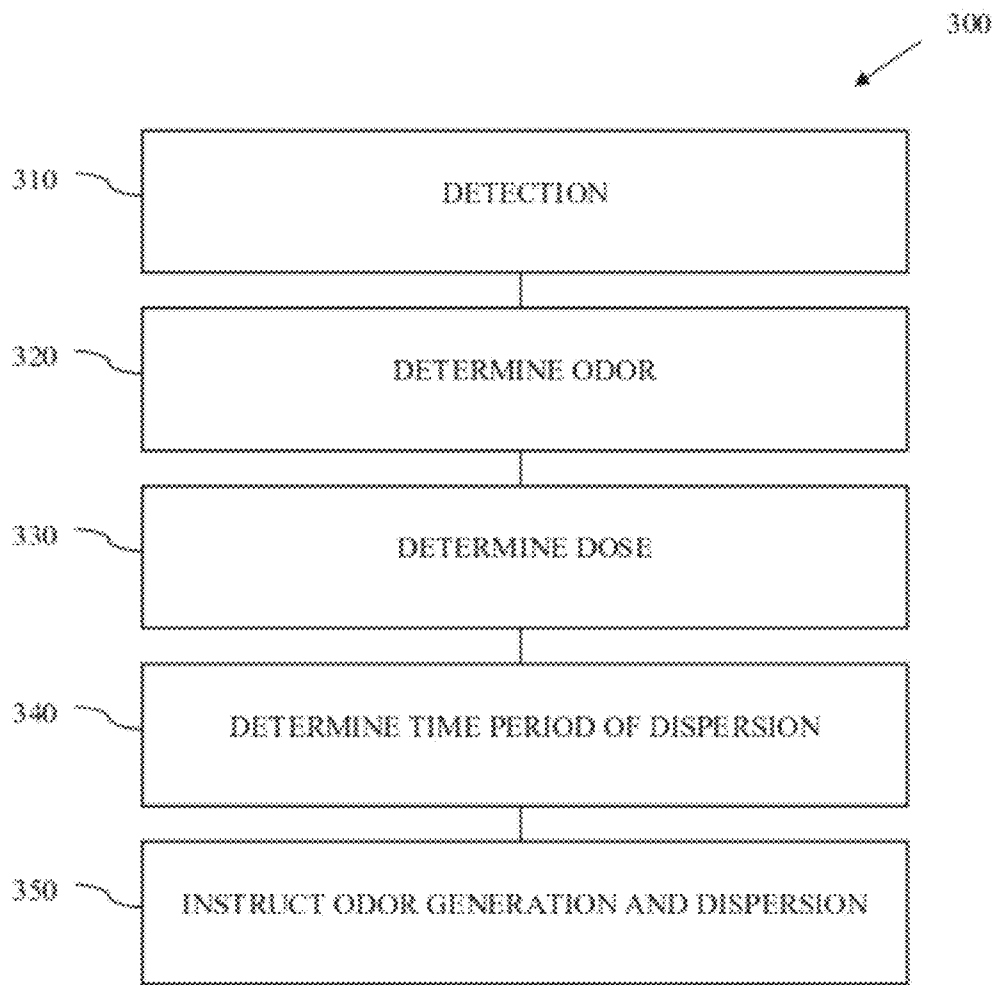 300
310
DETECTION
320
DETERMINE ODOR
330
DETERMINE DOSE
340
DETERMINE TIME PERIOD OF DISPERSION
350
INSTRUCT ODOR GENERATION AND DISPERSION